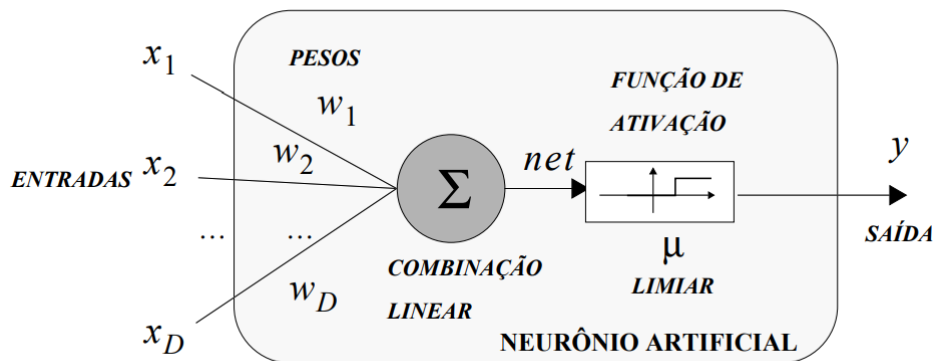 x1
PESOS
FUNÇÃO DE
ATIVAÇÃO
w1
ENTRADAS x2
w2
Σ
net
y
... ...
COMBINAÇÃO
LINEAR
μ
LIMIAR
SAÍDA
wD
xD
NEURÔNIO ARTIFICIAL